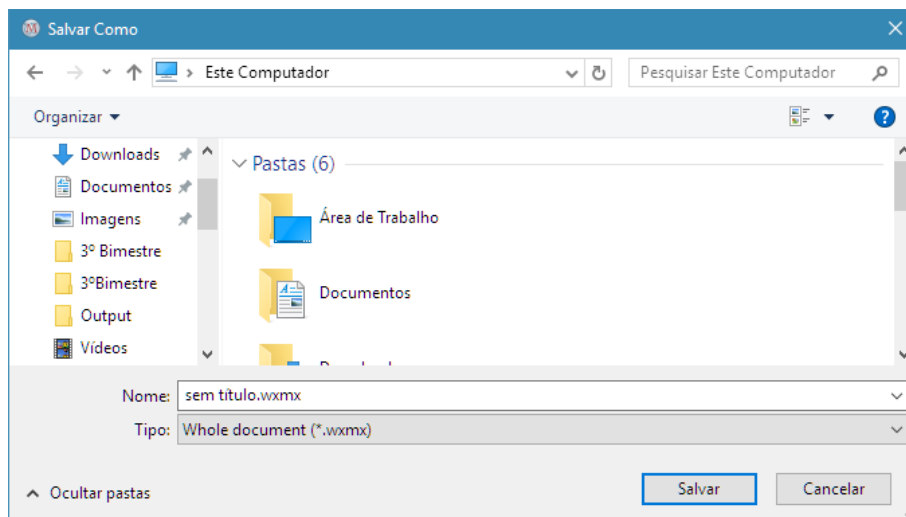 Salvar Como
Este Computador
Pesquisar Este Computador
Organizar
Downloads
Documentos
Imagens
3º Bimestre
3ºBimestre
Output
Vídeos
Pastas (6)
Área de Trabalho
Documentos
Nome: sem título.wxmx
Tipo: Whole document (*.wxmx)
Ocultar pastas
Salvar
Cancelar